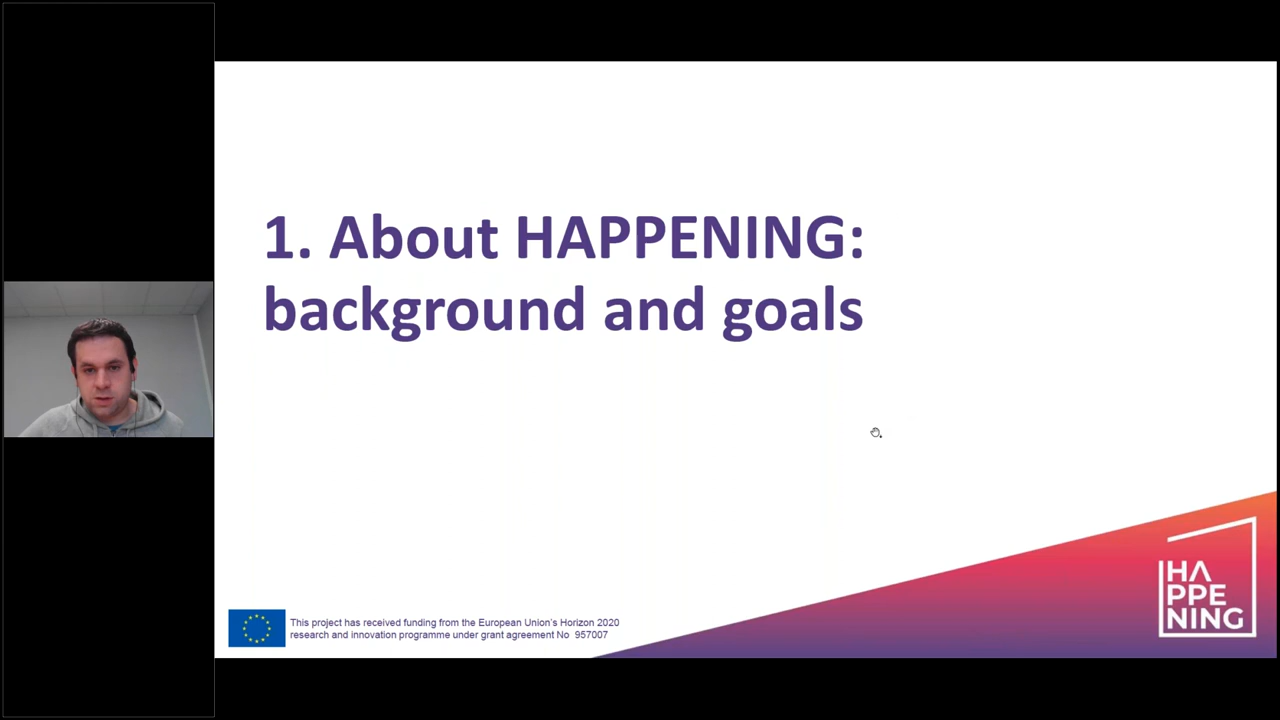 1. About HAPPENING:
background and goals
This project has received funding from the European Union's Horizon 2020
research and innovation programme under grant agreement No 957007
HA
PPE
NING